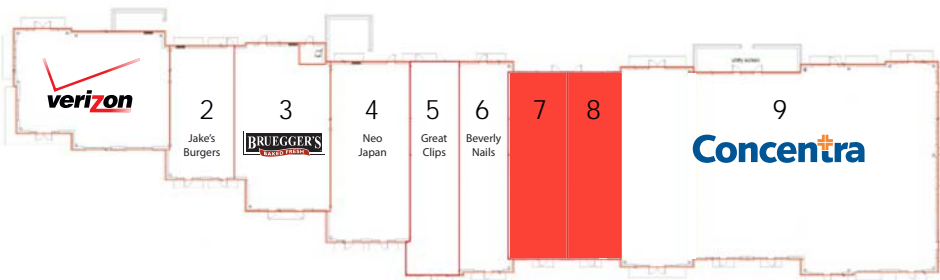 verizon
2
Jake's
Burgers
3
BRUEGGER'S
BAKED FRESH
4
Neo
Japan
5
Great
Clips
6
Beverly
Nails
7
8
9
Concentra